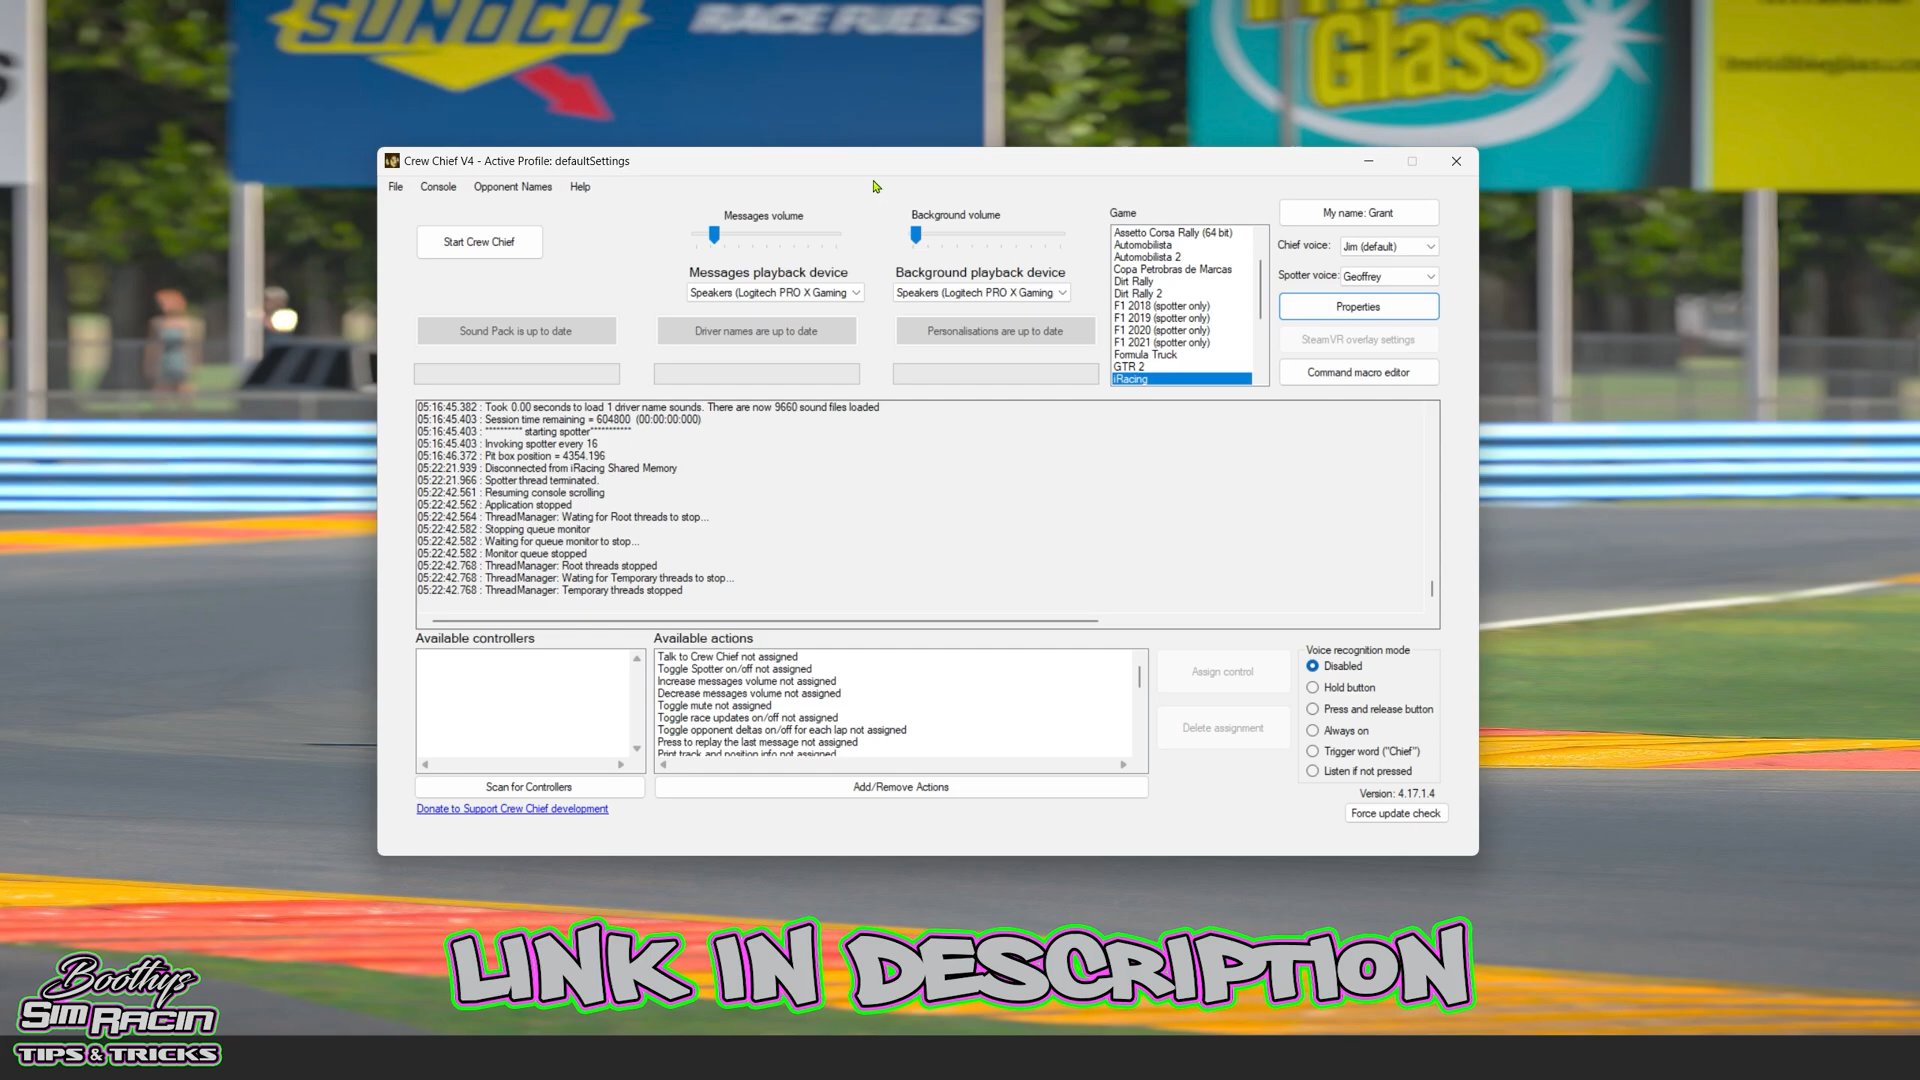 SUNOCO
RACE FUELS
Glass
Crew Chief V4 - Active Profile: defaultSettings
File
Console
Opponent Names
Help
Start Crew Chief
Messages volume
Background volume
Messages playback device
Background playback device
Speakers (Logitech PRO X Gaming
Speakers (Logitech PRO X Gaming
Sound Pack is up to date
Driver names are up to date
Personalisations are up to date
Game
Assetto Corsa Rally (64 bit)
Automobilista
Automobilista 2
Copa Petrobras de Marcas
Dirt Rally
Dirt Rally 2
F1 2018 (spotter only)
F1 2019 (spotter only)
F1 2020 (spotter only)
F1 2021 (spotter only)
Formula Truck
GTR 2
iRacing
My name: Grant
Chief voice: Jim (default)
Spotter voice: Geoffrey
Properties
SteamVR overlay settings
Command macro editor
05:16:45.382 : Took 0.00 seconds to load 1 driver name sounds. There are now 9660 sound files loaded
05:16:45.403 : Session time remaining = 604800 (00:00:00:000)
05:16:45.403 : ********** starting spotter***********
05:16:45.403 : Invoking spotter every 16
05:16:46.372 : Pit box position = 4354.196
05:22:21.939 : Disconnected from iRacing Shared Memory
05:22:21.966 : Spotter thread terminated.
05:22:42.561 : Resuming console scrolling
05:22:42.562 : Application stopped
05:22:42.564 : ThreadManager: Wating for Root threads to stop...
05:22:42.582 : Stopping queue monitor
05:22:42.582 : Waiting for queue monitor to stop...
05:22:42.582 : Monitor queue stopped
05:22:42.768 : ThreadManager: Root threads stopped
05:22:42.768 : ThreadManager: Wating for Temporary threads to stop...
05:22:42.768 : ThreadManager: Temporary threads stopped
Available controllers
Available actions
Talk to Crew Chief not assigned
Toggle Spotter on/off not assigned
Increase messages volume not assigned
Decrease messages volume not assigned
Toggle mute not assigned
Toggle race updates on/off not assigned
Toggle opponent deltas on/off for each lap not assigned
Press to replay the last message not assigned
Print track and position info not assigned
Assign control
Delete assignment
Voice recognition mode
Disabled
Hold button
Press and release button
Always on
Trigger word ("Chief")
Listen if not pressed
Scan for Controllers
Add/Remove Actions
Donate to Support Crew Chief development
Version: 4.17.1.4
Force update check
LINK IN DESCRIPTION
Boothys
Sim Racin
TIPS & TRICKS